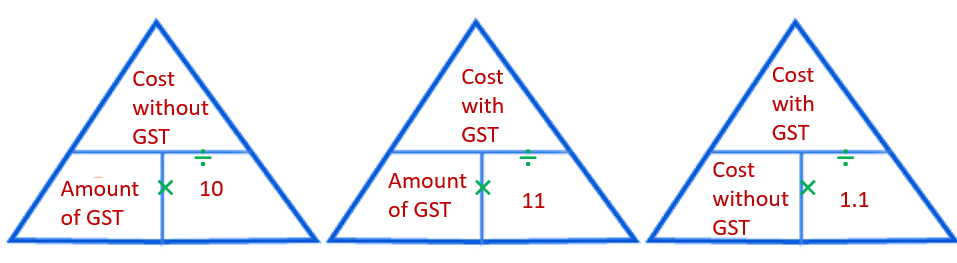 Cost
without
GST
÷
Amount
of GST
×
10
Cost
with
GST
÷
Amount
of GST
×
11
Cost
with
GST
÷
Cost
without
GST
×
1.1